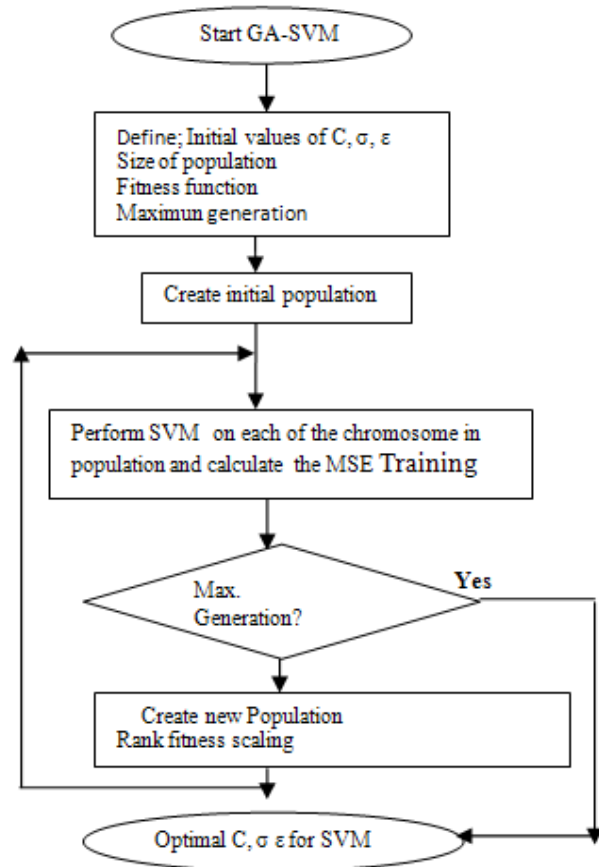 Start GA-SVM
Define; Initial values of C, σ, ε
Size of population
Fitness function
Maximun generation
Create initial population
Perform SVM on each of the chromosome in
population and calculate the MSE Training
Yes
Max.
Generation?
Create new Population
Rank fitness scaling
Optimal C, σ ε for SVM